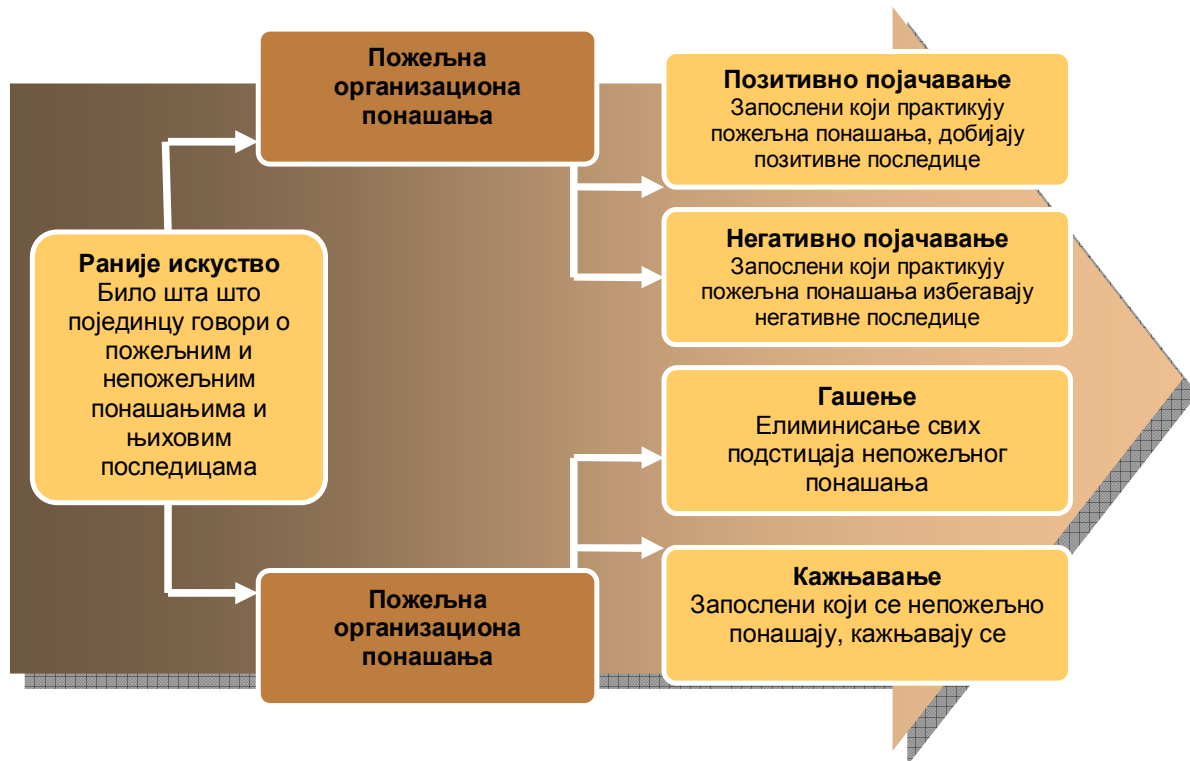 Пожељна
организациона
понашања
Позитивно појачавање
Запослени који практикују
пожељна понашања, добијају
позитивне последице
Негативно појачавање
Запослени који практикују
пожељна понашања избегавају
негативне последице
Раније искуство
Било шта што
појединцу говори о
пожељним и
непожељним
понашањима и
њиховим
последицама
Гашење
Елиминисање свих
подстицаја непожељног
понашања
Пожељна
организациона
понашања
Кажњавање
Запослени који се непожељно
понашају, кажњавају се